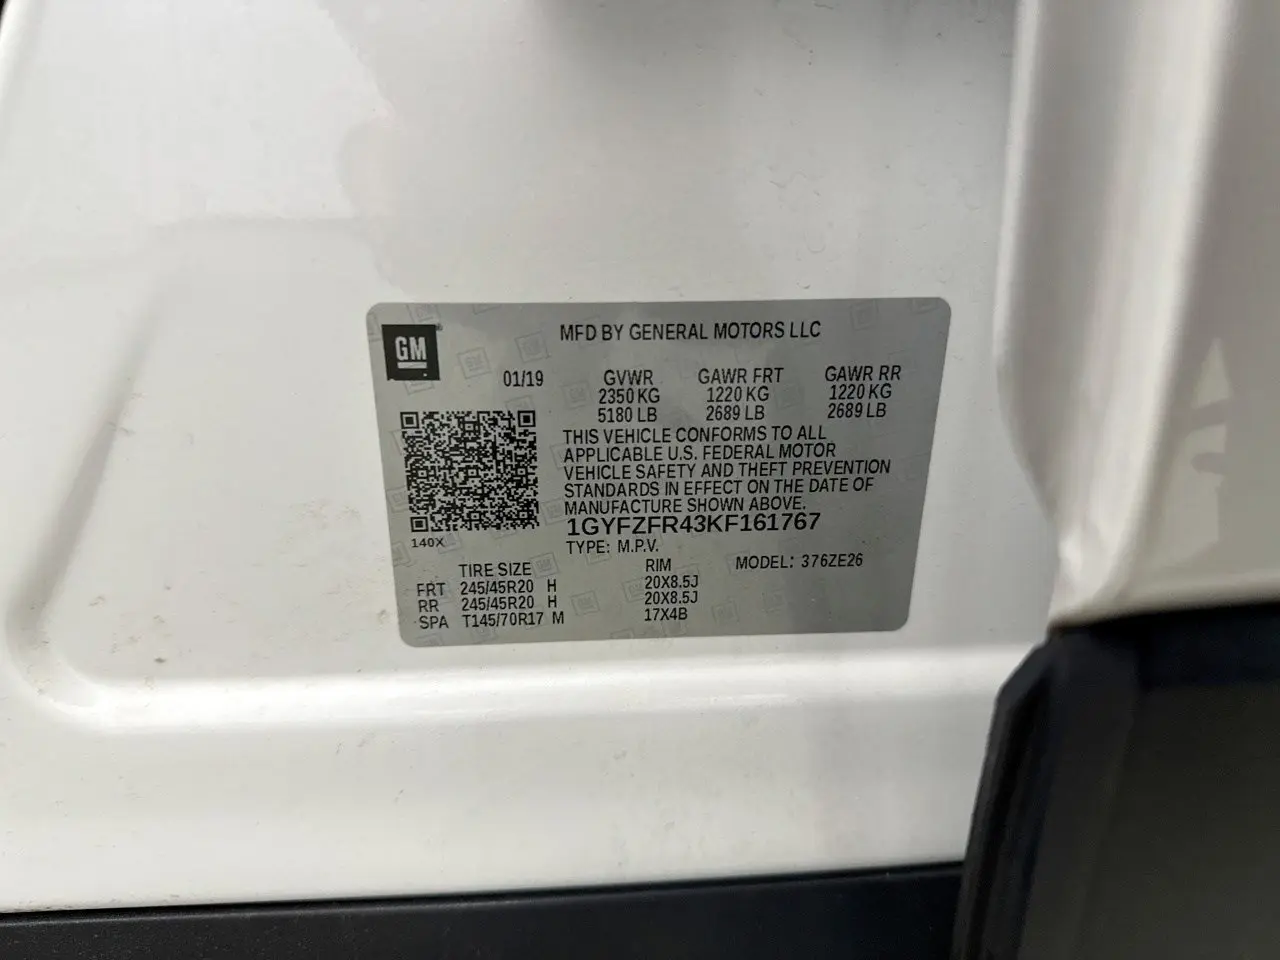 GM
MFD BY GENERAL MOTORS LLC
01/19 GVWR GAWR FRT GAWR RR
2350 KG 1220 KG 1220 KG
5180 LB 2689 LB 2689 LB
THIS VEHICLE CONFORMS TO ALL
APPLICABLE U.S. FEDERAL MOTOR
VEHICLE SAFETY AND THEFT PREVENTION
STANDARDS IN EFFECT ON THE DATE OF
MANUFACTURE SHOWN ABOVE.
1GYFZFR43KF161767
140X
TYPE: M.P.V.
TIRE SIZE RIM MODEL: 376ZE26
FRT 245/45R20 H 20X8.5J
RR 245/45R20 H 20X8.5J
SPA T145/70R17 M 17X4B